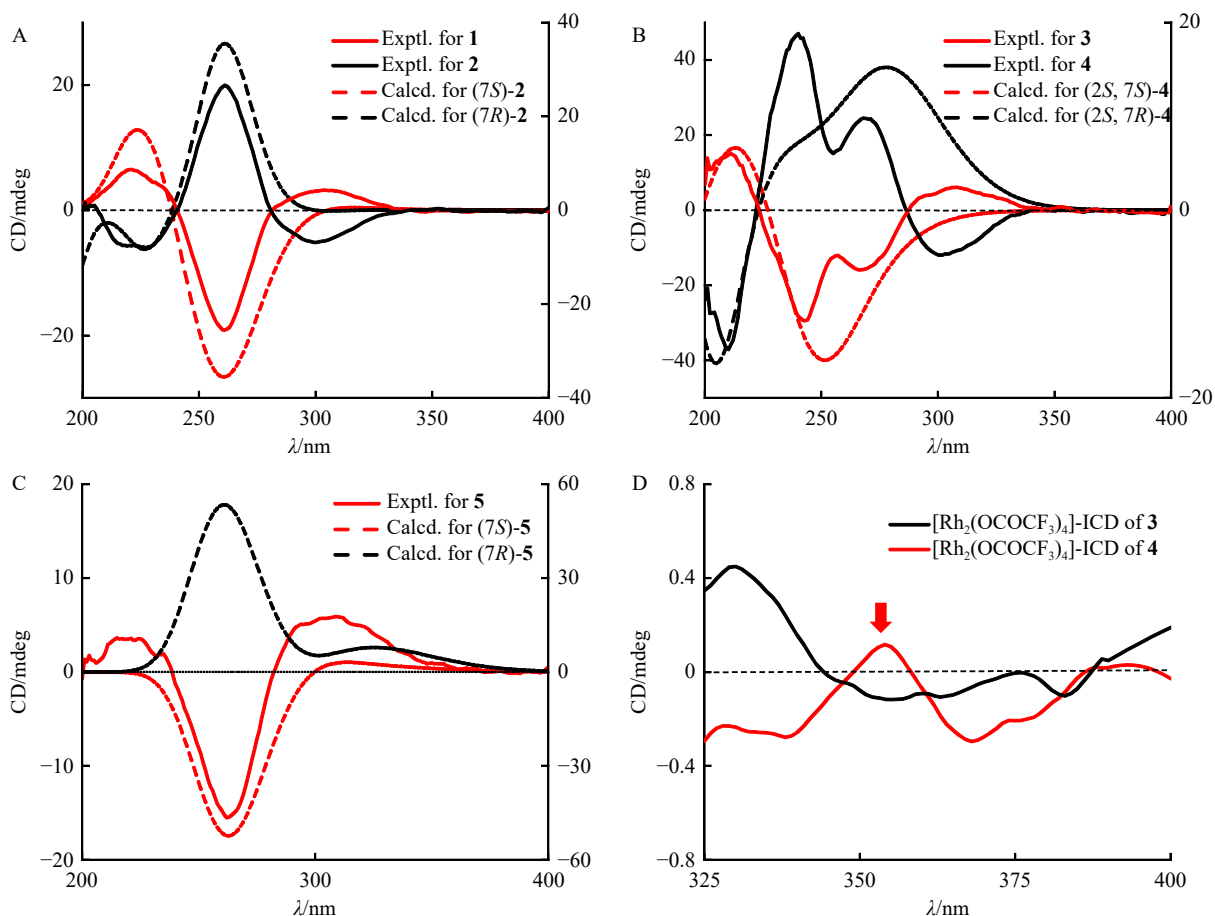 A
Exptl. for 1
Exptl. for 2
Calcd. for (7S)-2
Calcd. for (7R)-2
CD/mdeg
20
0
−20
40
20
0
−20
−40
200
250
300
350
400
λ/nm
B
Exptl. for 3
Exptl. for 4
Calcd. for (2S, 7S)-4
Calcd. for (2S, 7R)-4
CD/mdeg
40
20
0
−20
−40
20
0
−20
200
250
300
350
400
λ/nm
C
Exptl. for 5
Calcd. for (7S)-5
Calcd. for (7R)-5
CD/mdeg
20
10
0
−10
−20
60
30
0
−30
−60
200
250
300
350
400
λ/nm
D
[Rh₂(OCOCF₃)₄]-ICD of 3
[Rh₂(OCOCF₃)₄]-ICD of 4
CD/mdeg
0.8
0.4
0
−0.4
−0.8
325
350
375
400
λ/nm